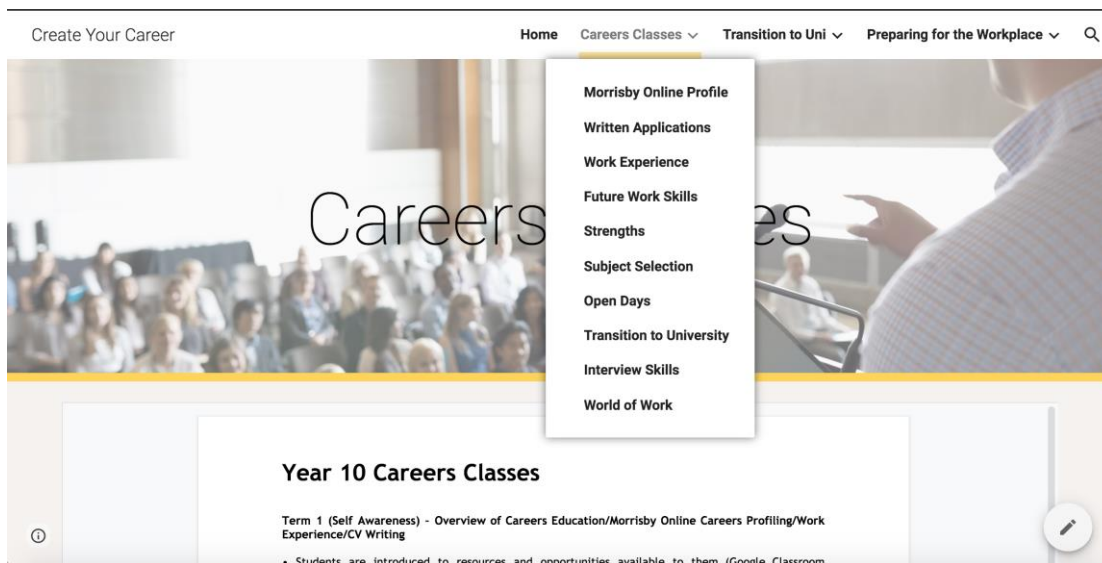 Create Your Career
Home Careers Classes Transition to Uni Preparing for the Workplace
Morrisby Online Profile
Written Applications
Work Experience
Future Work Skills
Strengths
Subject Selection
Open Days
Transition to University
Interview Skills
World of Work
Careers es
Year 10 Careers Classes
Term 1 (Self Awareness) - Overview of Careers Education/Morrisby Online Careers Profiling/Work
Experience/CV Writing
• Students are introduced to resources and opportunities available to them (Google Classroom